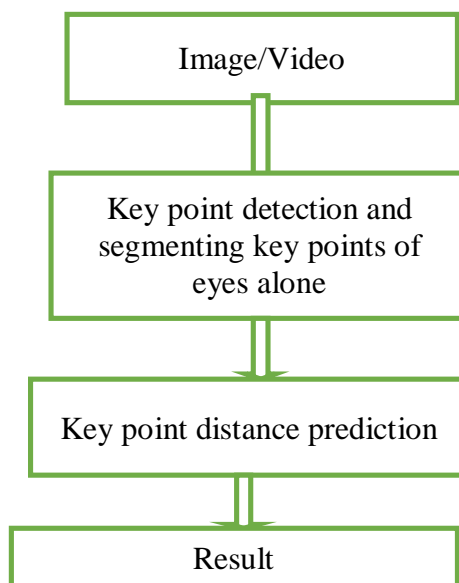 Image/Video
Key point detection and
segmenting key points of
eyes alone
Key point distance prediction
Result